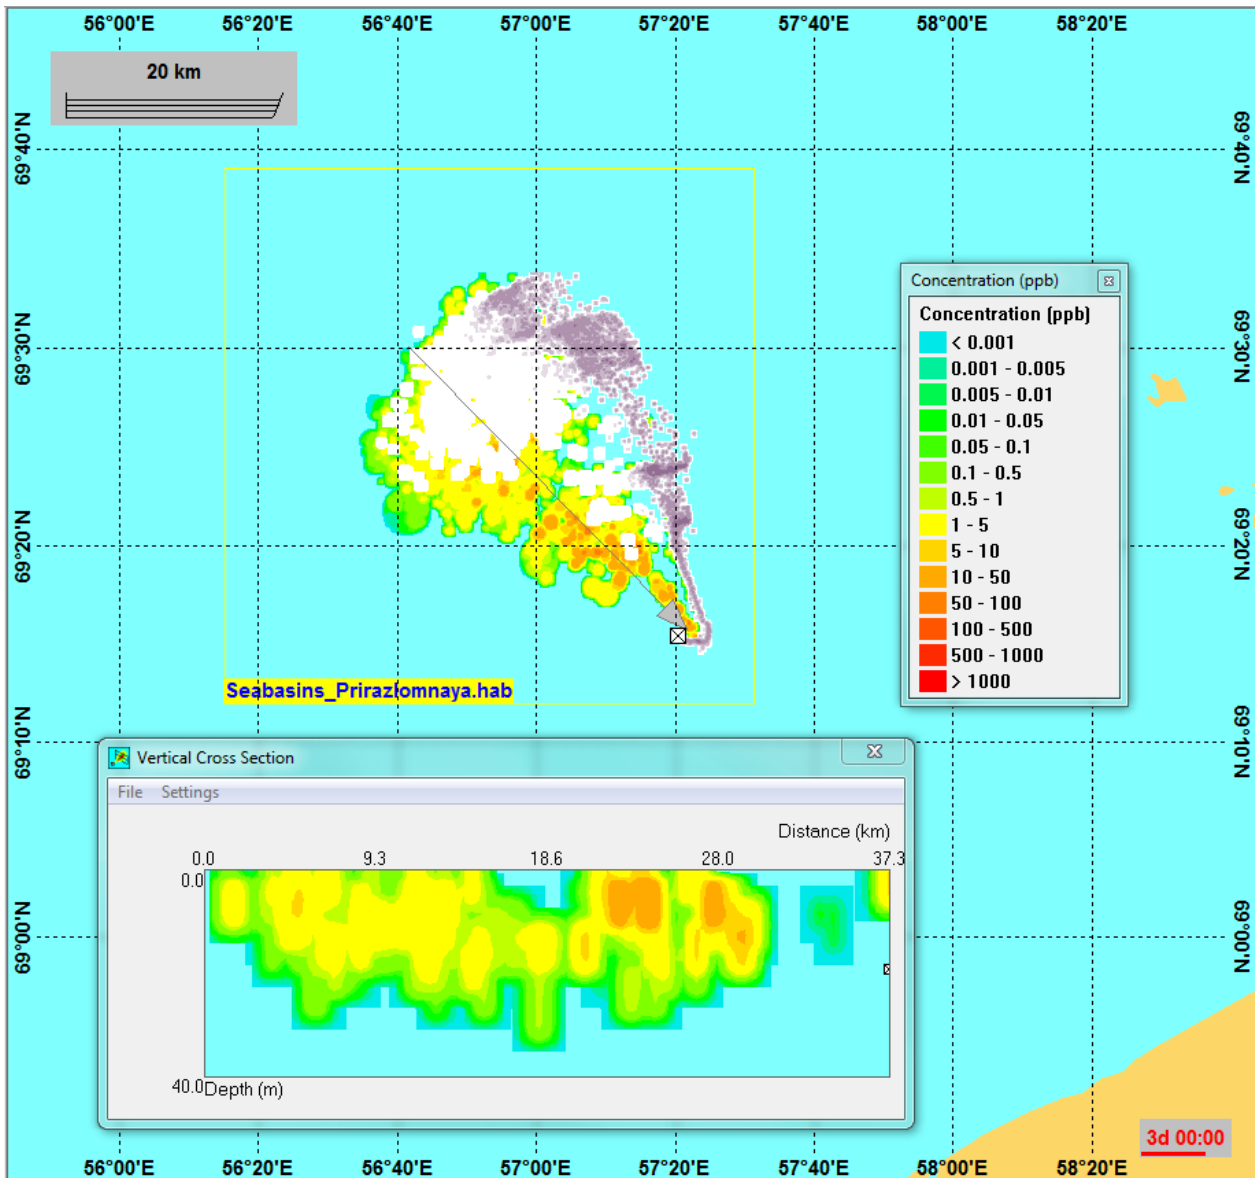 56°00'E 56°20'E 56°40'E 57°00'E 57°20'E 57°40'E 58°00'E 58°20'E
20 km
69°40'N 69°40'N
69°30'N 69°30'N
69°20'N 69°20'N
69°10'N 69°10'N
69°00'N 69°00'N
Concentration (ppb)
Concentration (ppb)
< 0.001
0.001 - 0.005
0.005 - 0.01
0.01 - 0.05
0.05 - 0.1
0.1 - 0.5
0.5 - 1
1 - 5
5 - 10
10 - 50
50 - 100
100 - 500
500 - 1000
> 1000
Seabasins_Prirazlomnaya.hab
Vertical Cross Section
File Settings
Distance (km)
0.0 9.3 18.6 28.0 37.3
0.0
40.0 Depth (m)
3d 00:00
56°00'E 56°20'E 56°40'E 57°00'E 57°20'E 57°40'E 58°00'E 58°20'E